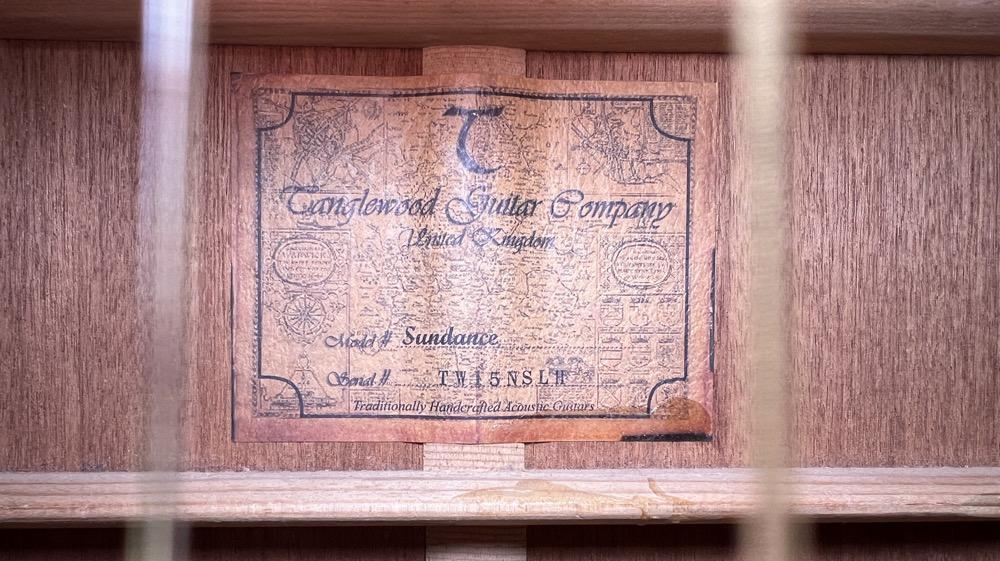 T
Tanglewood Guitar Company
United Kingdom
Model # Sundance
Serial # TW15NSLH
Traditionally Handcrafted Acoustic Guitars